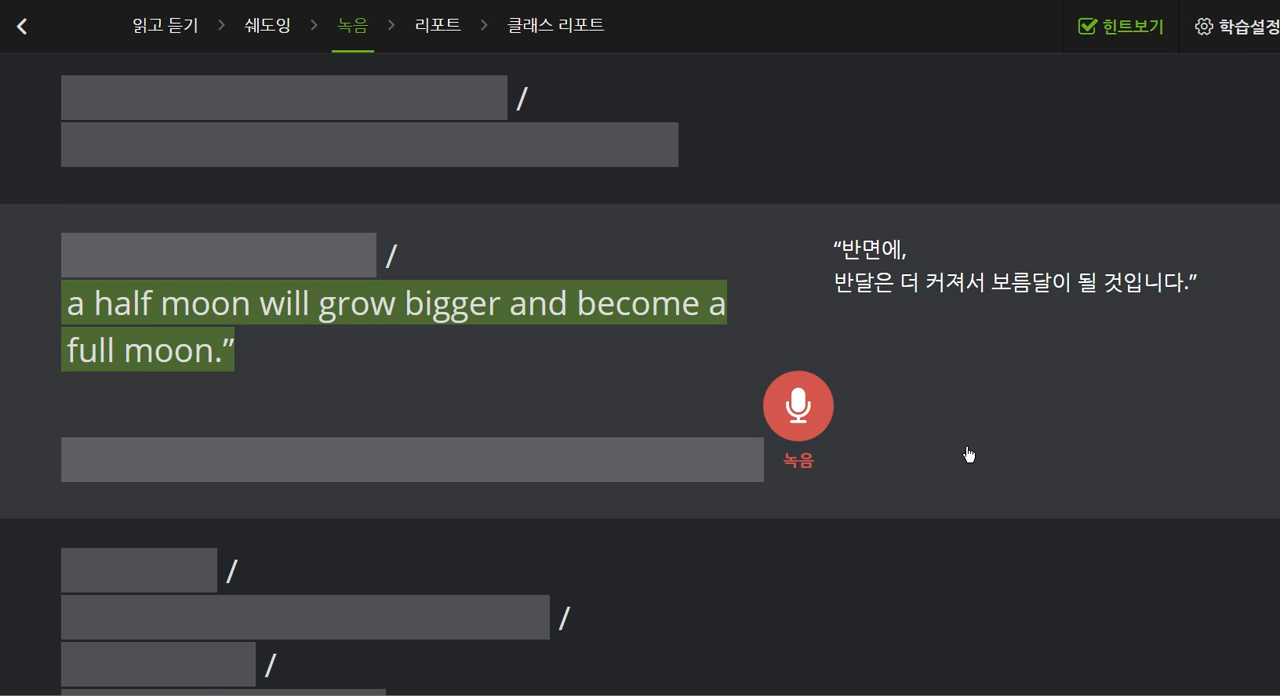 읽고 듣기 > 쉐도잉 > 녹음 > 리포트 > 클래스 리포트
힌트보기
학습설정
/
/
“반면에,
a half moon will grow bigger and become a
반달은 더 커져서 보름달이 될 것입니다.”
full moon.”
녹음
/
/
/